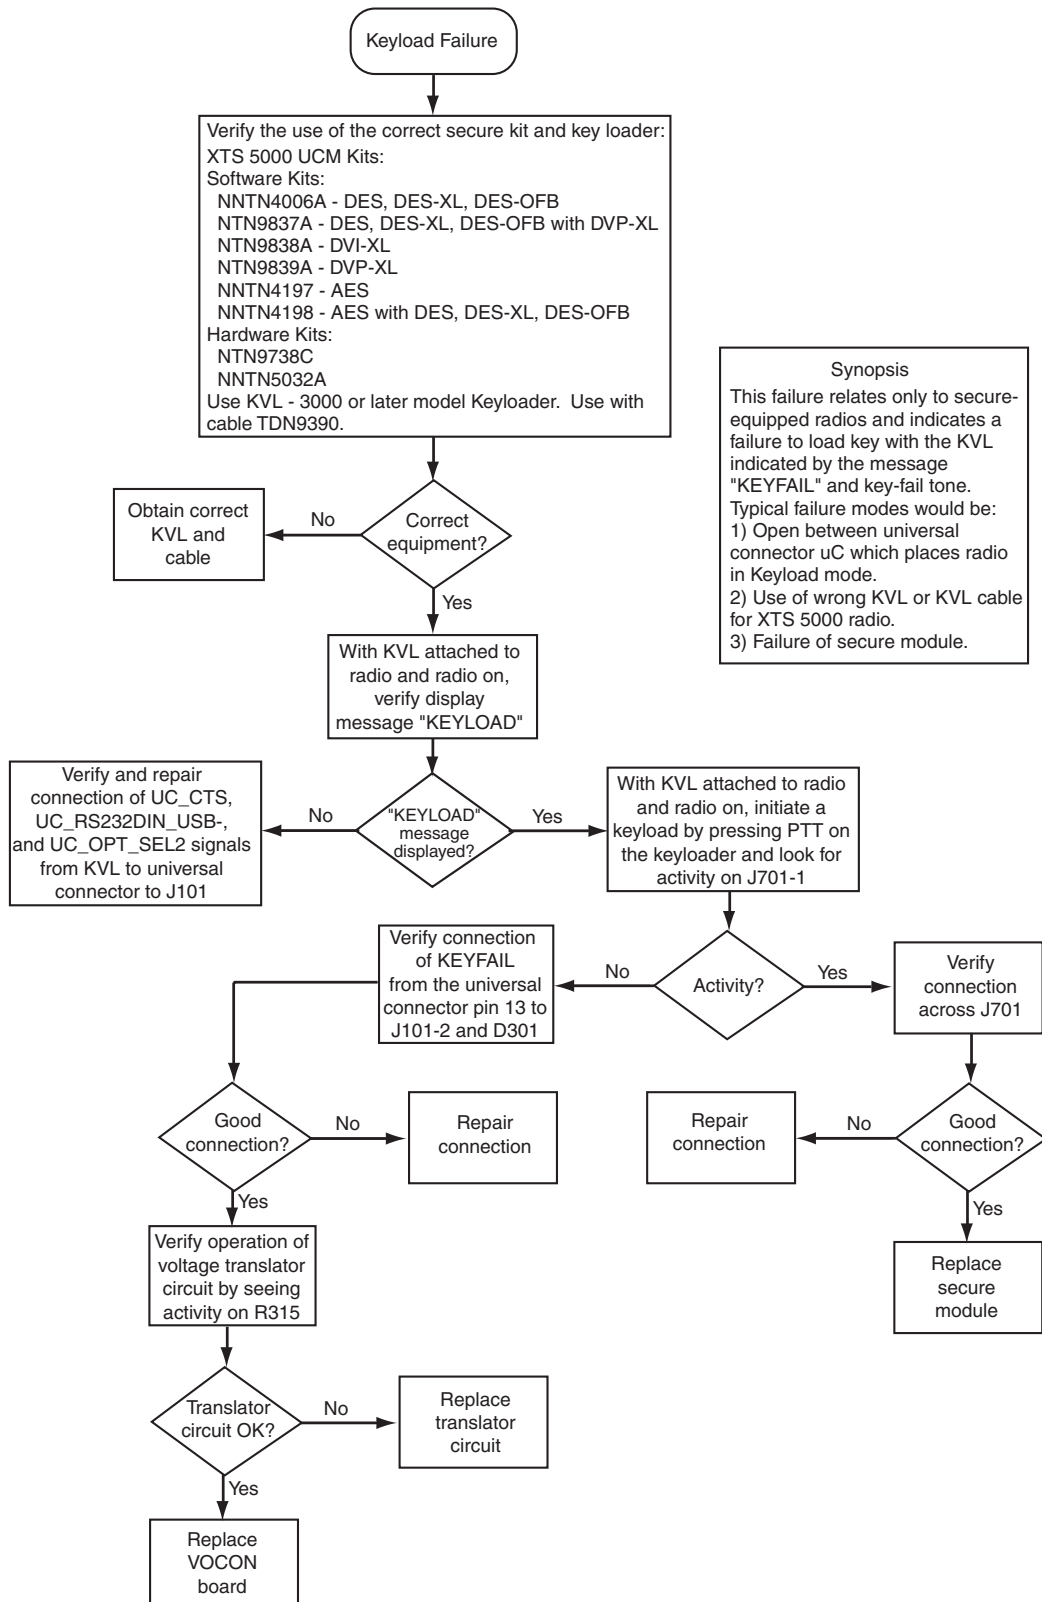 Keyload Failure
Verify the use of the correct secure kit and key loader:
XTS 5000 UCM Kits:
Software Kits:
NNTN4006A - DES, DES-XL, DES-OFB
NTN9837A - DES, DES-XL, DES-OFB with DVP-XL
NTN9838A - DVI-XL
NTN9839A - DVP-XL
NNTN4197 - AES
NNTN4198 - AES with DES, DES-XL, DES-OFB
Hardware Kits:
NTN9738C
NNTN5032A
Use KVL - 3000 or later model Keyloader.  Use with
cable TDN9390.
Synopsis
This failure relates only to secure-
equipped radios and indicates a
failure to load key with the KVL
indicated by the message
"KEYFAIL" and key-fail tone.
Typical failure modes would be:
1) Open between universal
connector uC which places radio
in Keyload mode.
2) Use of wrong KVL or KVL cable
for XTS 5000 radio.
3) Failure of secure module.
Correct
equipment?
No
Obtain correct
KVL and
cable
Yes
With KVL attached to
radio and radio on,
verify display
message "KEYLOAD"
"KEYLOAD"
message
displayed?
No
Verify and repair
connection of UC_CTS,
UC_RS232DIN_USB-,
and UC_OPT_SEL2 signals
from KVL to universal
connector to J101
Yes
With KVL attached to radio
and radio on, initiate a
keyload by pressing PTT on
the keyloader and look for
activity on J701-1
Activity?
No
Verify connection
of KEYFAIL
from the universal
connector pin 13 to
J101-2 and D301
Yes
Verify
connection
across J701
Good
connection?
No
Repair
connection
Good
connection?
No
Repair
connection
Yes
Verify operation of
voltage translator
circuit by seeing
activity on R315
Yes
Replace
secure
module
Translator
circuit OK?
No
Replace
translator
circuit
Yes
Replace
VOCON
board